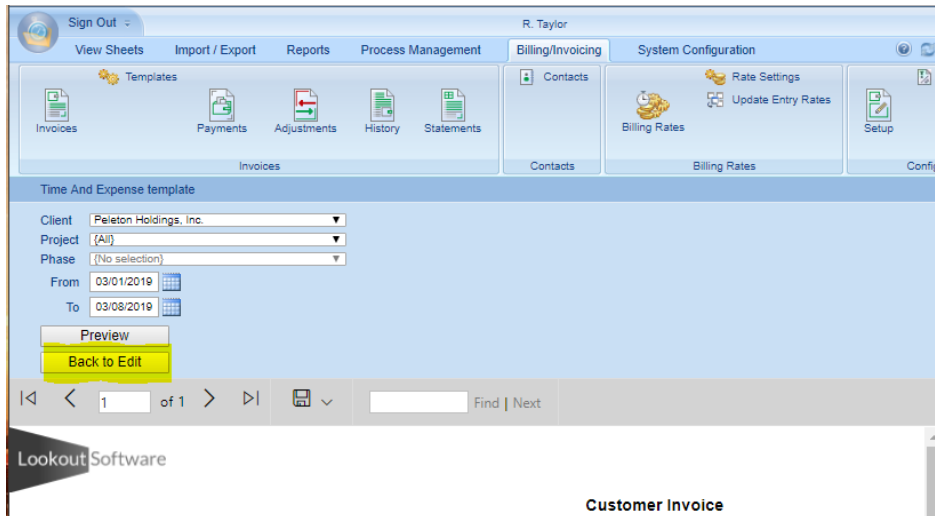 Sign Out
R. Taylor
View Sheets Import / Export Reports Process Management Billing/Invoicing System Configuration
Templates
Contacts
Rate Settings
Update Entry Rates
Invoices Payments Adjustments History Statements
Billing Rates
Setup
Invoices Contacts Billing Rates Config
Time And Expense template
Client Peleton Holdings, Inc.
Project {All}
Phase {No selection}
From 03/01/2019
To 03/08/2019
Preview
Back to Edit
1 of 1 Find | Next
Lookout Software
Customer Invoice